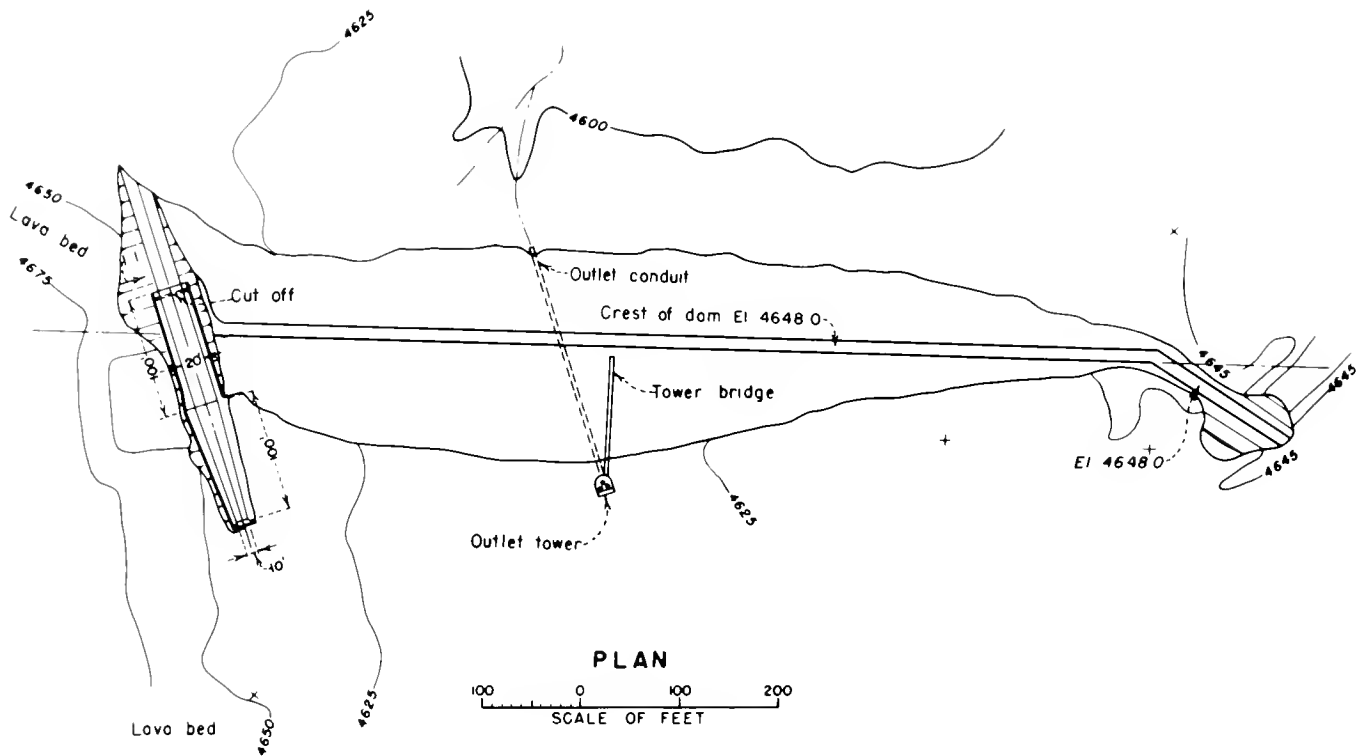 4625
4600
4650
Lava bed
4675
Outlet conduit
Cut off
Crest of dam El 4648 0
100'
20'
Tower bridge
4645
4645
4645
100'
El 4648 0
4625
Outlet tower
10'
PLAN
100 0 100 200
SCALE OF FEET
4625
4650
Lava bed